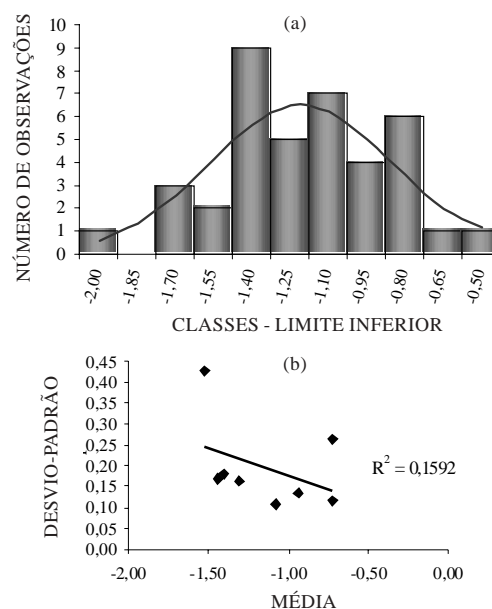 (a)
NÚMERO DE OBSERVAÇÕES
10
9
8
7
6
5
4
3
2
1
0
-2,00 -1,85 -1,70 -1,55 -1,40 -1,25 -1,10 -0,95 -0,80 -0,65 -0,50
CLASSES - LIMITE INFERIOR
(b)
DESVIO-PADRÃO
0,45
0,40
0,35
0,30
0,25
0,20
0,15
0,10
0,05
0,00
R² = 0,1592
-2,00 -1,50 -1,00 -0,50 0,00
MÉDIA